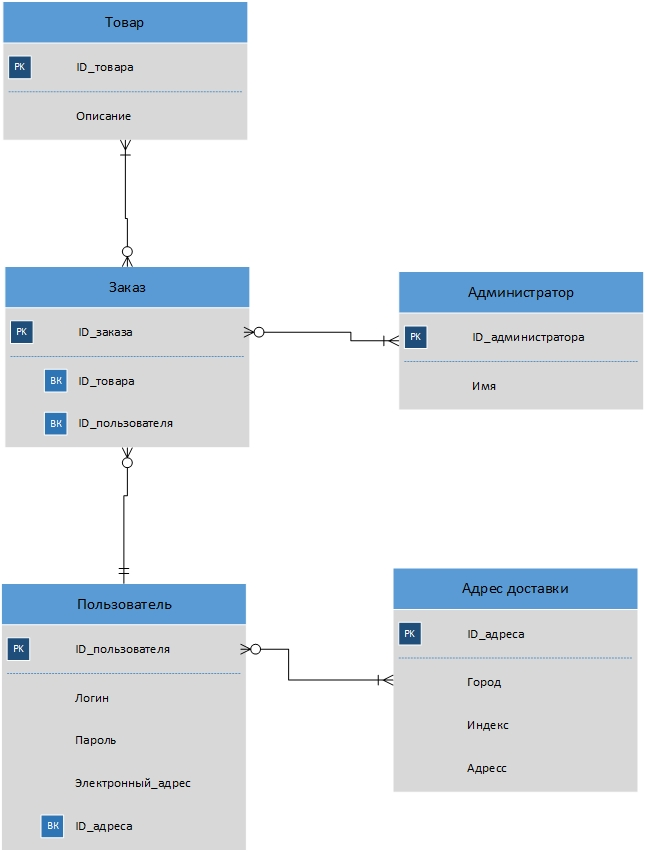 Товар
PK ID_товара
Описание
Заказ
PK ID_заказа
ВК ID_товара
ВК ID_пользователя
Администратор
PK ID_администратора
Имя
Пользователь
PK ID_пользователя
Логин
Пароль
Электронный_адрес
ВК ID_адреса
Адрес доставки
PK ID_адреса
Город
Индекс
Адресс